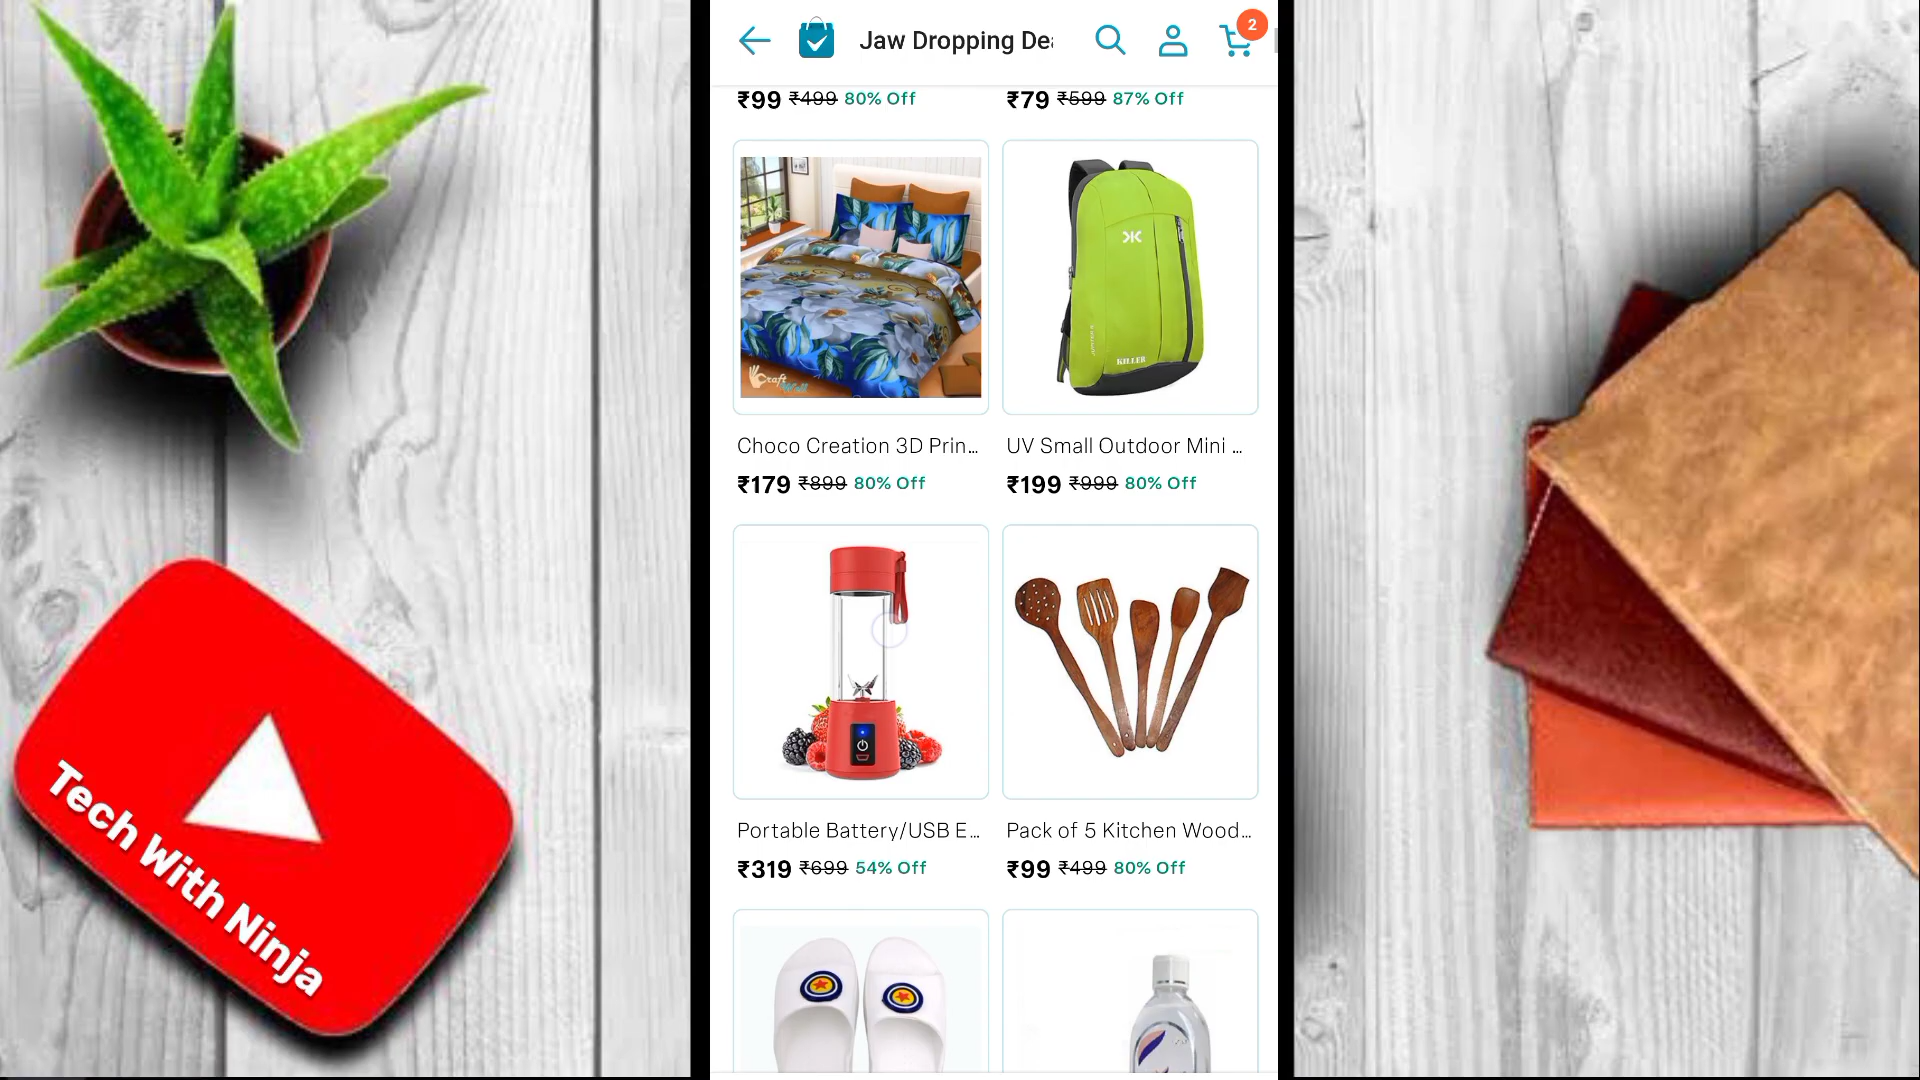 Jaw Dropping Dea
2
₹99 ₹499 80% Off
₹79 ₹599 87% Off
KILLER
Choco Creation 3D Prin...
₹179 ₹899 80% Off
UV Small Outdoor Mini ...
₹199 ₹999 80% Off
Portable Battery/USB E...
₹319 ₹699 54% Off
Pack of 5 Kitchen Wood...
₹99 ₹499 80% Off
Tech With Ninja